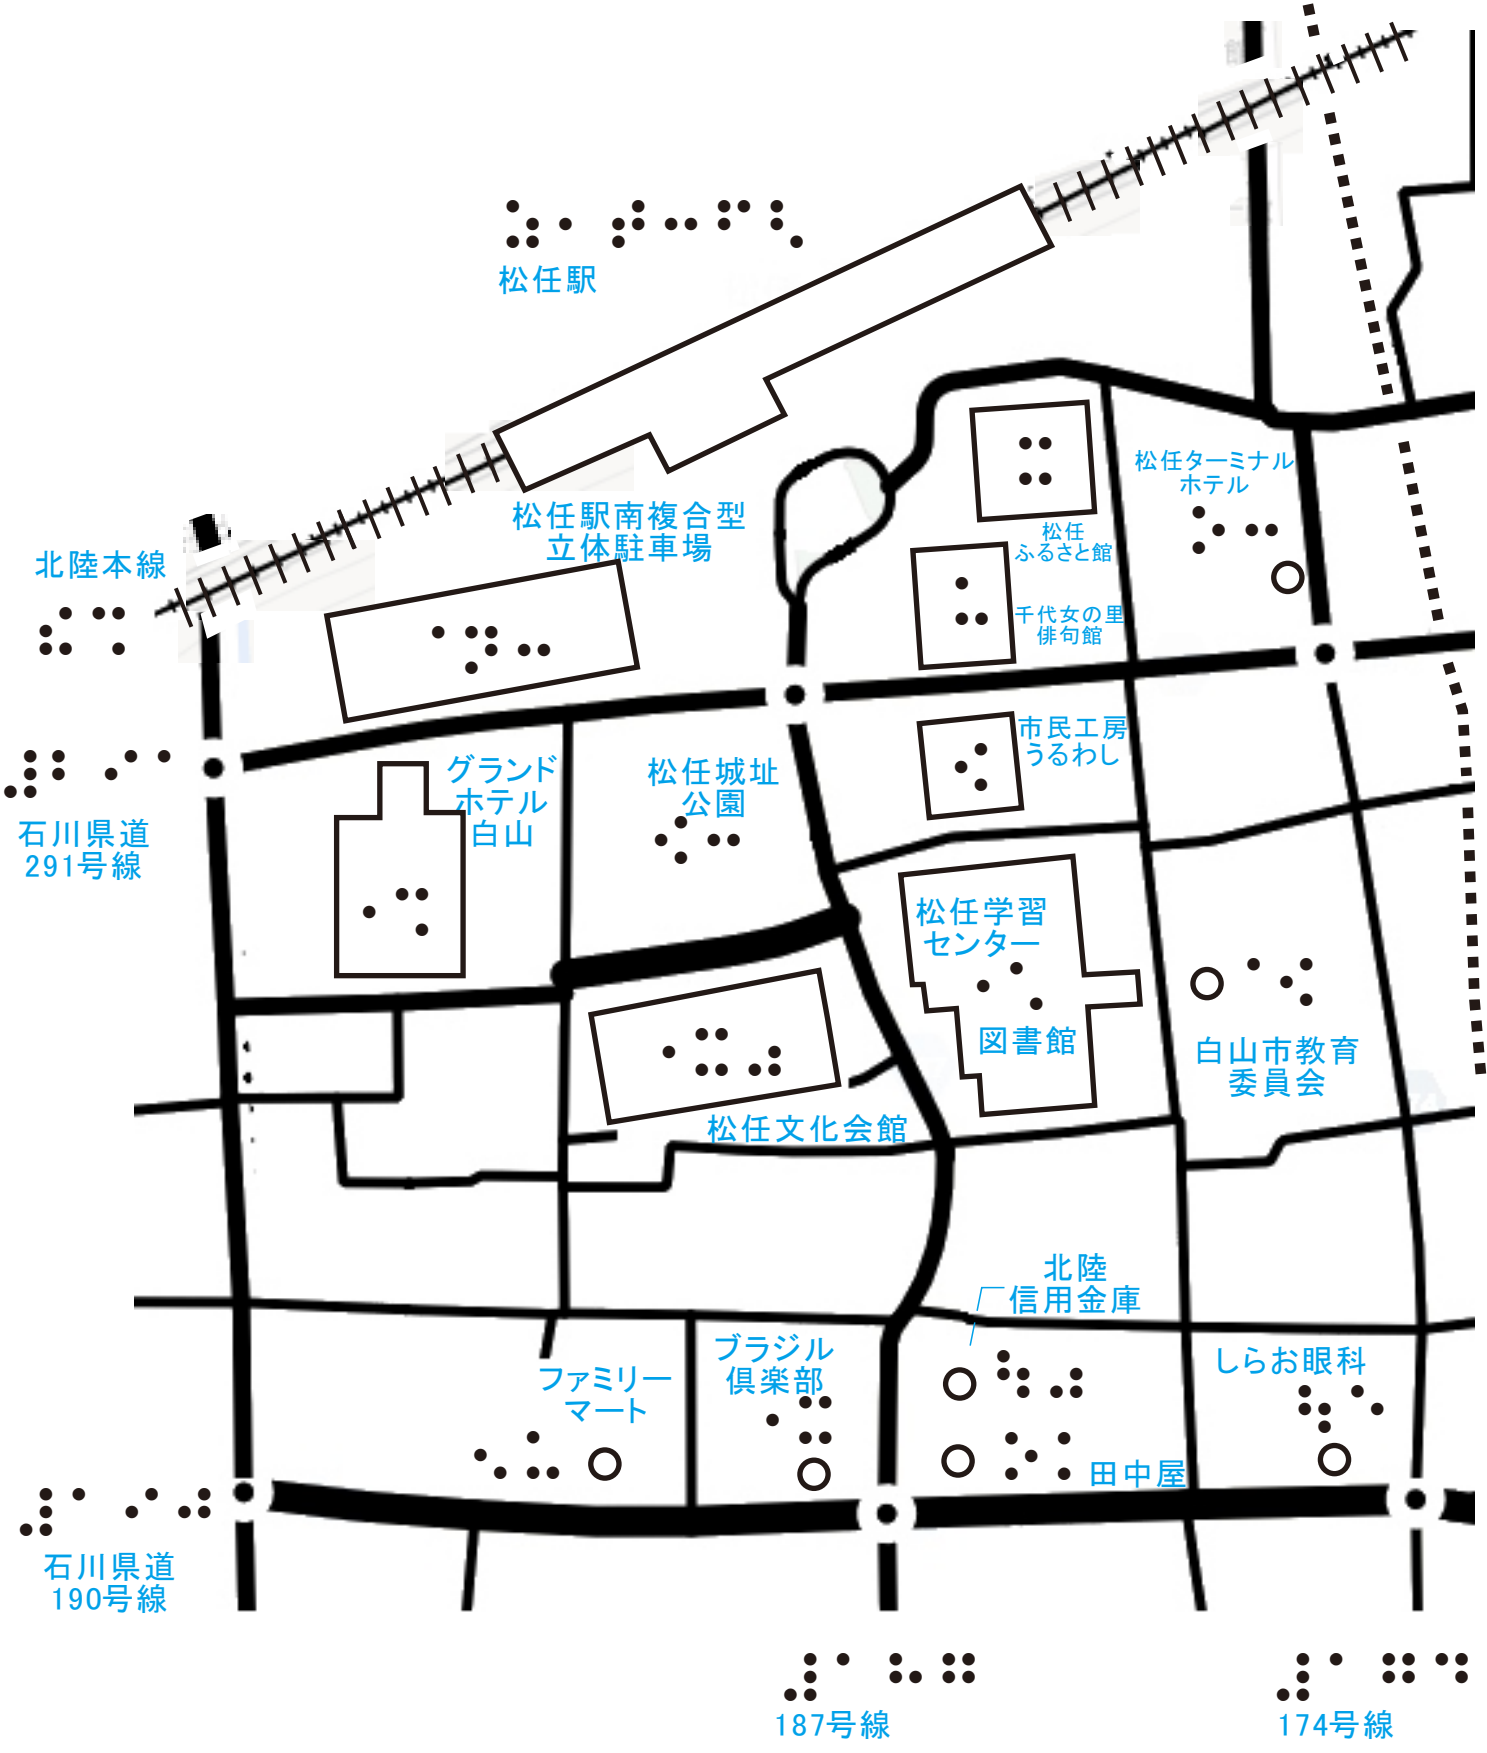 松任駅
松任ターミナル
ホテル
松任駅南複合型
立体駐車場
松任
ふるさと館
北陸本線
千代女の里
俳句館
市民工房
うるわし
グランド
ホテル
白山
松任城址
公園
石川県道
291号線
松任学習
センター
図書館
白山市教育
委員会
松任文化会館
北陸
信用金庫
ブラジル
倶楽部
しらお眼科
ファミリー
マート
田中屋
石川県道
190号線
187号線
174号線